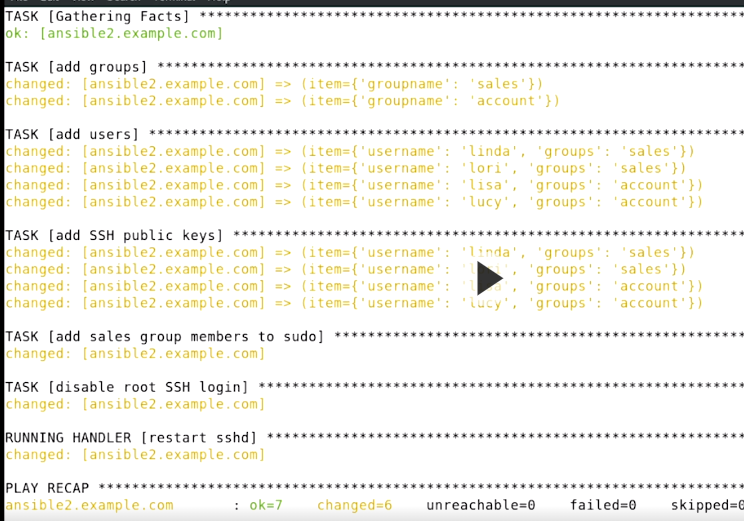 TASK [Gathering Facts] ****************************************************************
ok: [ansible2.example.com]
TASK [add groups] *********************************************************************
changed: [ansible2.example.com] => (item={'groupname': 'sales'})
changed: [ansible2.example.com] => (item={'groupname': 'account'})
TASK [add users] **********************************************************************
changed: [ansible2.example.com] => (item={'username': 'linda', 'groups': 'sales'})
changed: [ansible2.example.com] => (item={'username': 'lori', 'groups': 'sales'})
changed: [ansible2.example.com] => (item={'username': 'lisa', 'groups': 'account'})
changed: [ansible2.example.com] => (item={'username': 'lucy', 'groups': 'account'})
TASK [add SSH public keys] ************************************************************
changed: [ansible2.example.com] => (item={'username': 'linda', 'groups': 'sales'})
changed: [ansible2.example.com] => (item={'username': 'groups': 'sales'})
changed: [ansible2.example.com] => (item={'username': 'groups': 'account'})
changed: [ansible2.example.com] => (item={'username': 'lucy', 'groups': 'account'})
TASK [add sales group members to sudo] ************************************************
changed: [ansible2.example.com]
TASK [disable root SSH login] *********************************************************
changed: [ansible2.example.com]
RUNNING HANDLER [restart sshd] ********************************************************
changed: [ansible2.example.com]
PLAY RECAP ****************************************************************************
ansible2.example.com : ok=7 changed=6 unreachable=0 failed=0 skipped=0